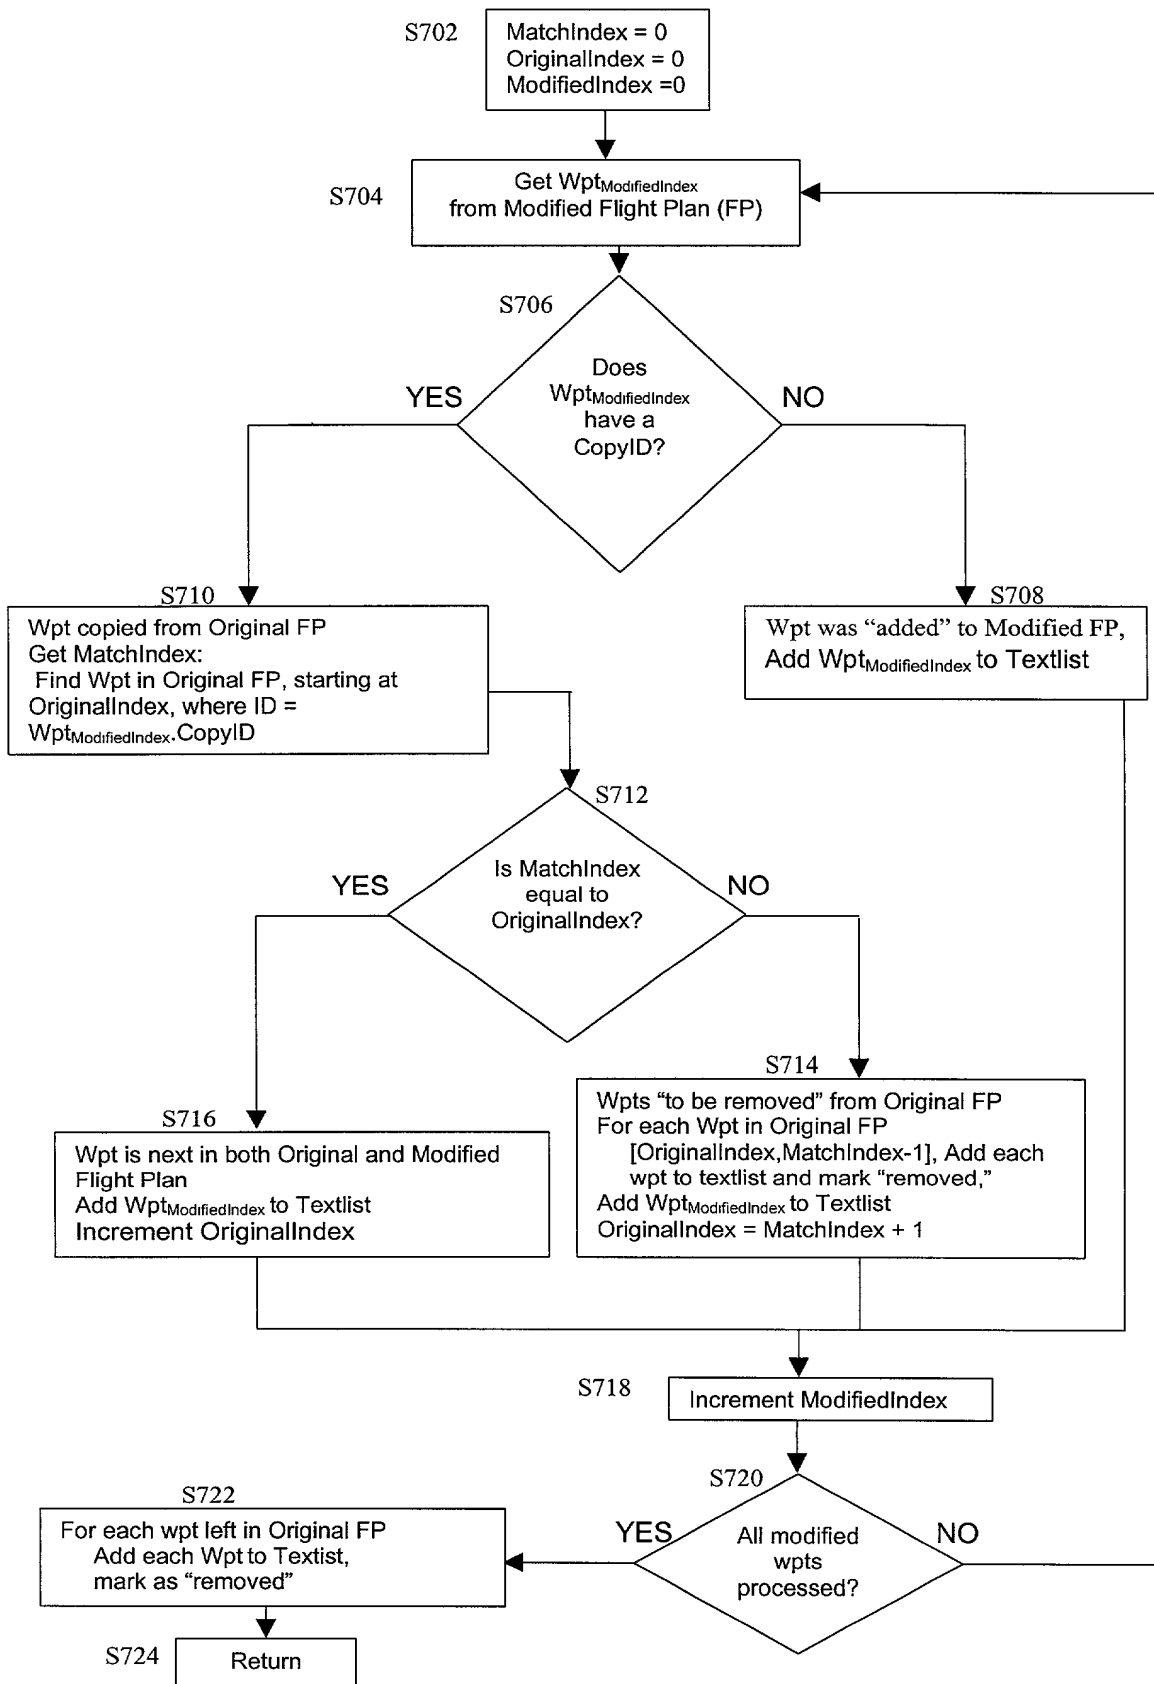 S702
MatchIndex = 0
OriginalIndex = 0
ModifiedIndex =0
S704
Get WptModifiedIndex
from Modified Flight Plan (FP)
S706
Does
WptModifiedIndex
have a
CopyID?
YES
NO
S710
Wpt copied from Original FP
Get MatchIndex:
Find Wpt in Original FP, starting at
OriginalIndex, where ID =
WptModifiedIndex.CopyID
S708
Wpt was “added” to Modified FP,
Add WptModifiedIndex to Textlist
S712
Is MatchIndex
equal to
OriginalIndex?
YES
NO
S716
Wpt is next in both Original and Modified
Flight Plan
Add WptModifiedIndex to Textlist
Increment OriginalIndex
S714
Wpts “to be removed” from Original FP
For each Wpt in Original FP
[OriginalIndex,MatchIndex-1], Add each
wpt to textlist and mark “removed,”
Add WptModifiedIndex to Textlist
OriginalIndex = MatchIndex + 1
S718
Increment ModifiedIndex
S720
All modified
wpts
processed?
YES
NO
S722
For each wpt left in Original FP
Add each Wpt to Textist,
mark as “removed”
S724
Return